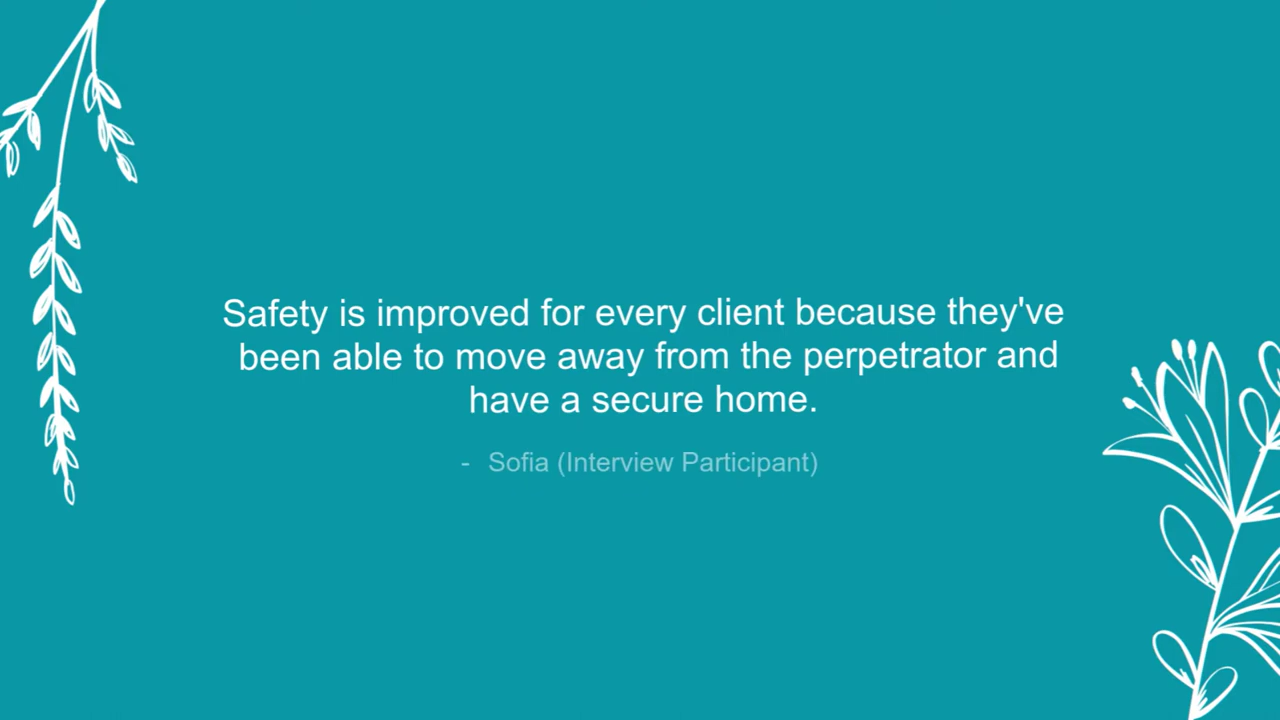 Safety is improved for every client because they've
been able to move away from the perpetrator and
have a secure home.
- Sofia (Interview Participant)